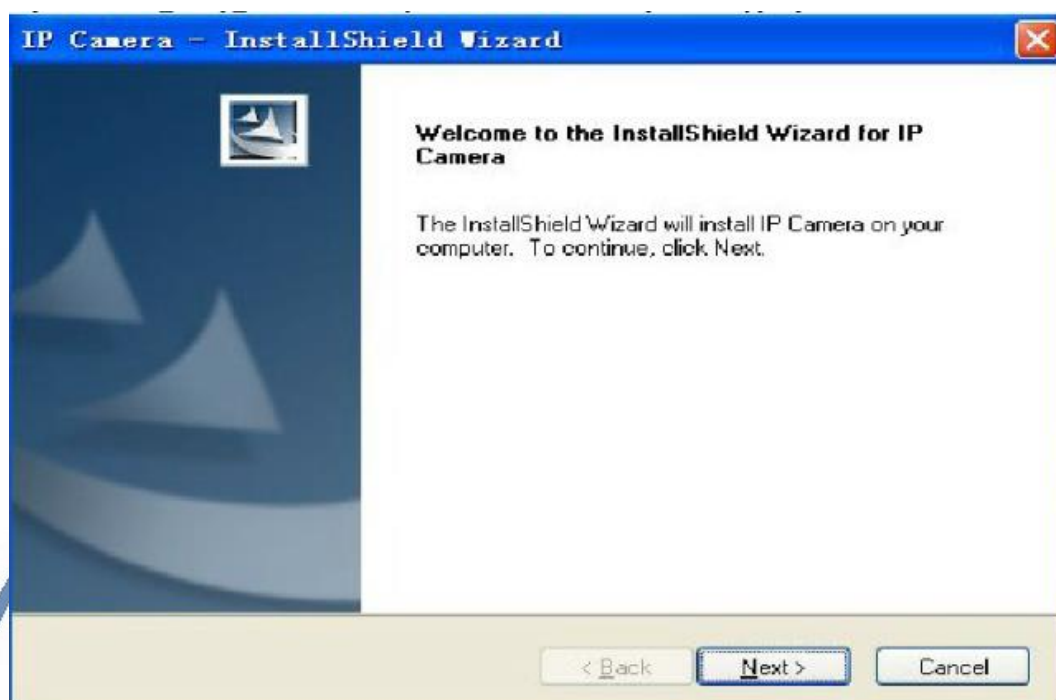 IP Camera - InstallShield Wizard
Welcome to the InstallShield Wizard for IP
Camera
The InstallShield Wizard will install IP Camera on your
computer. To continue, click Next.
< Back
Next >
Cancel